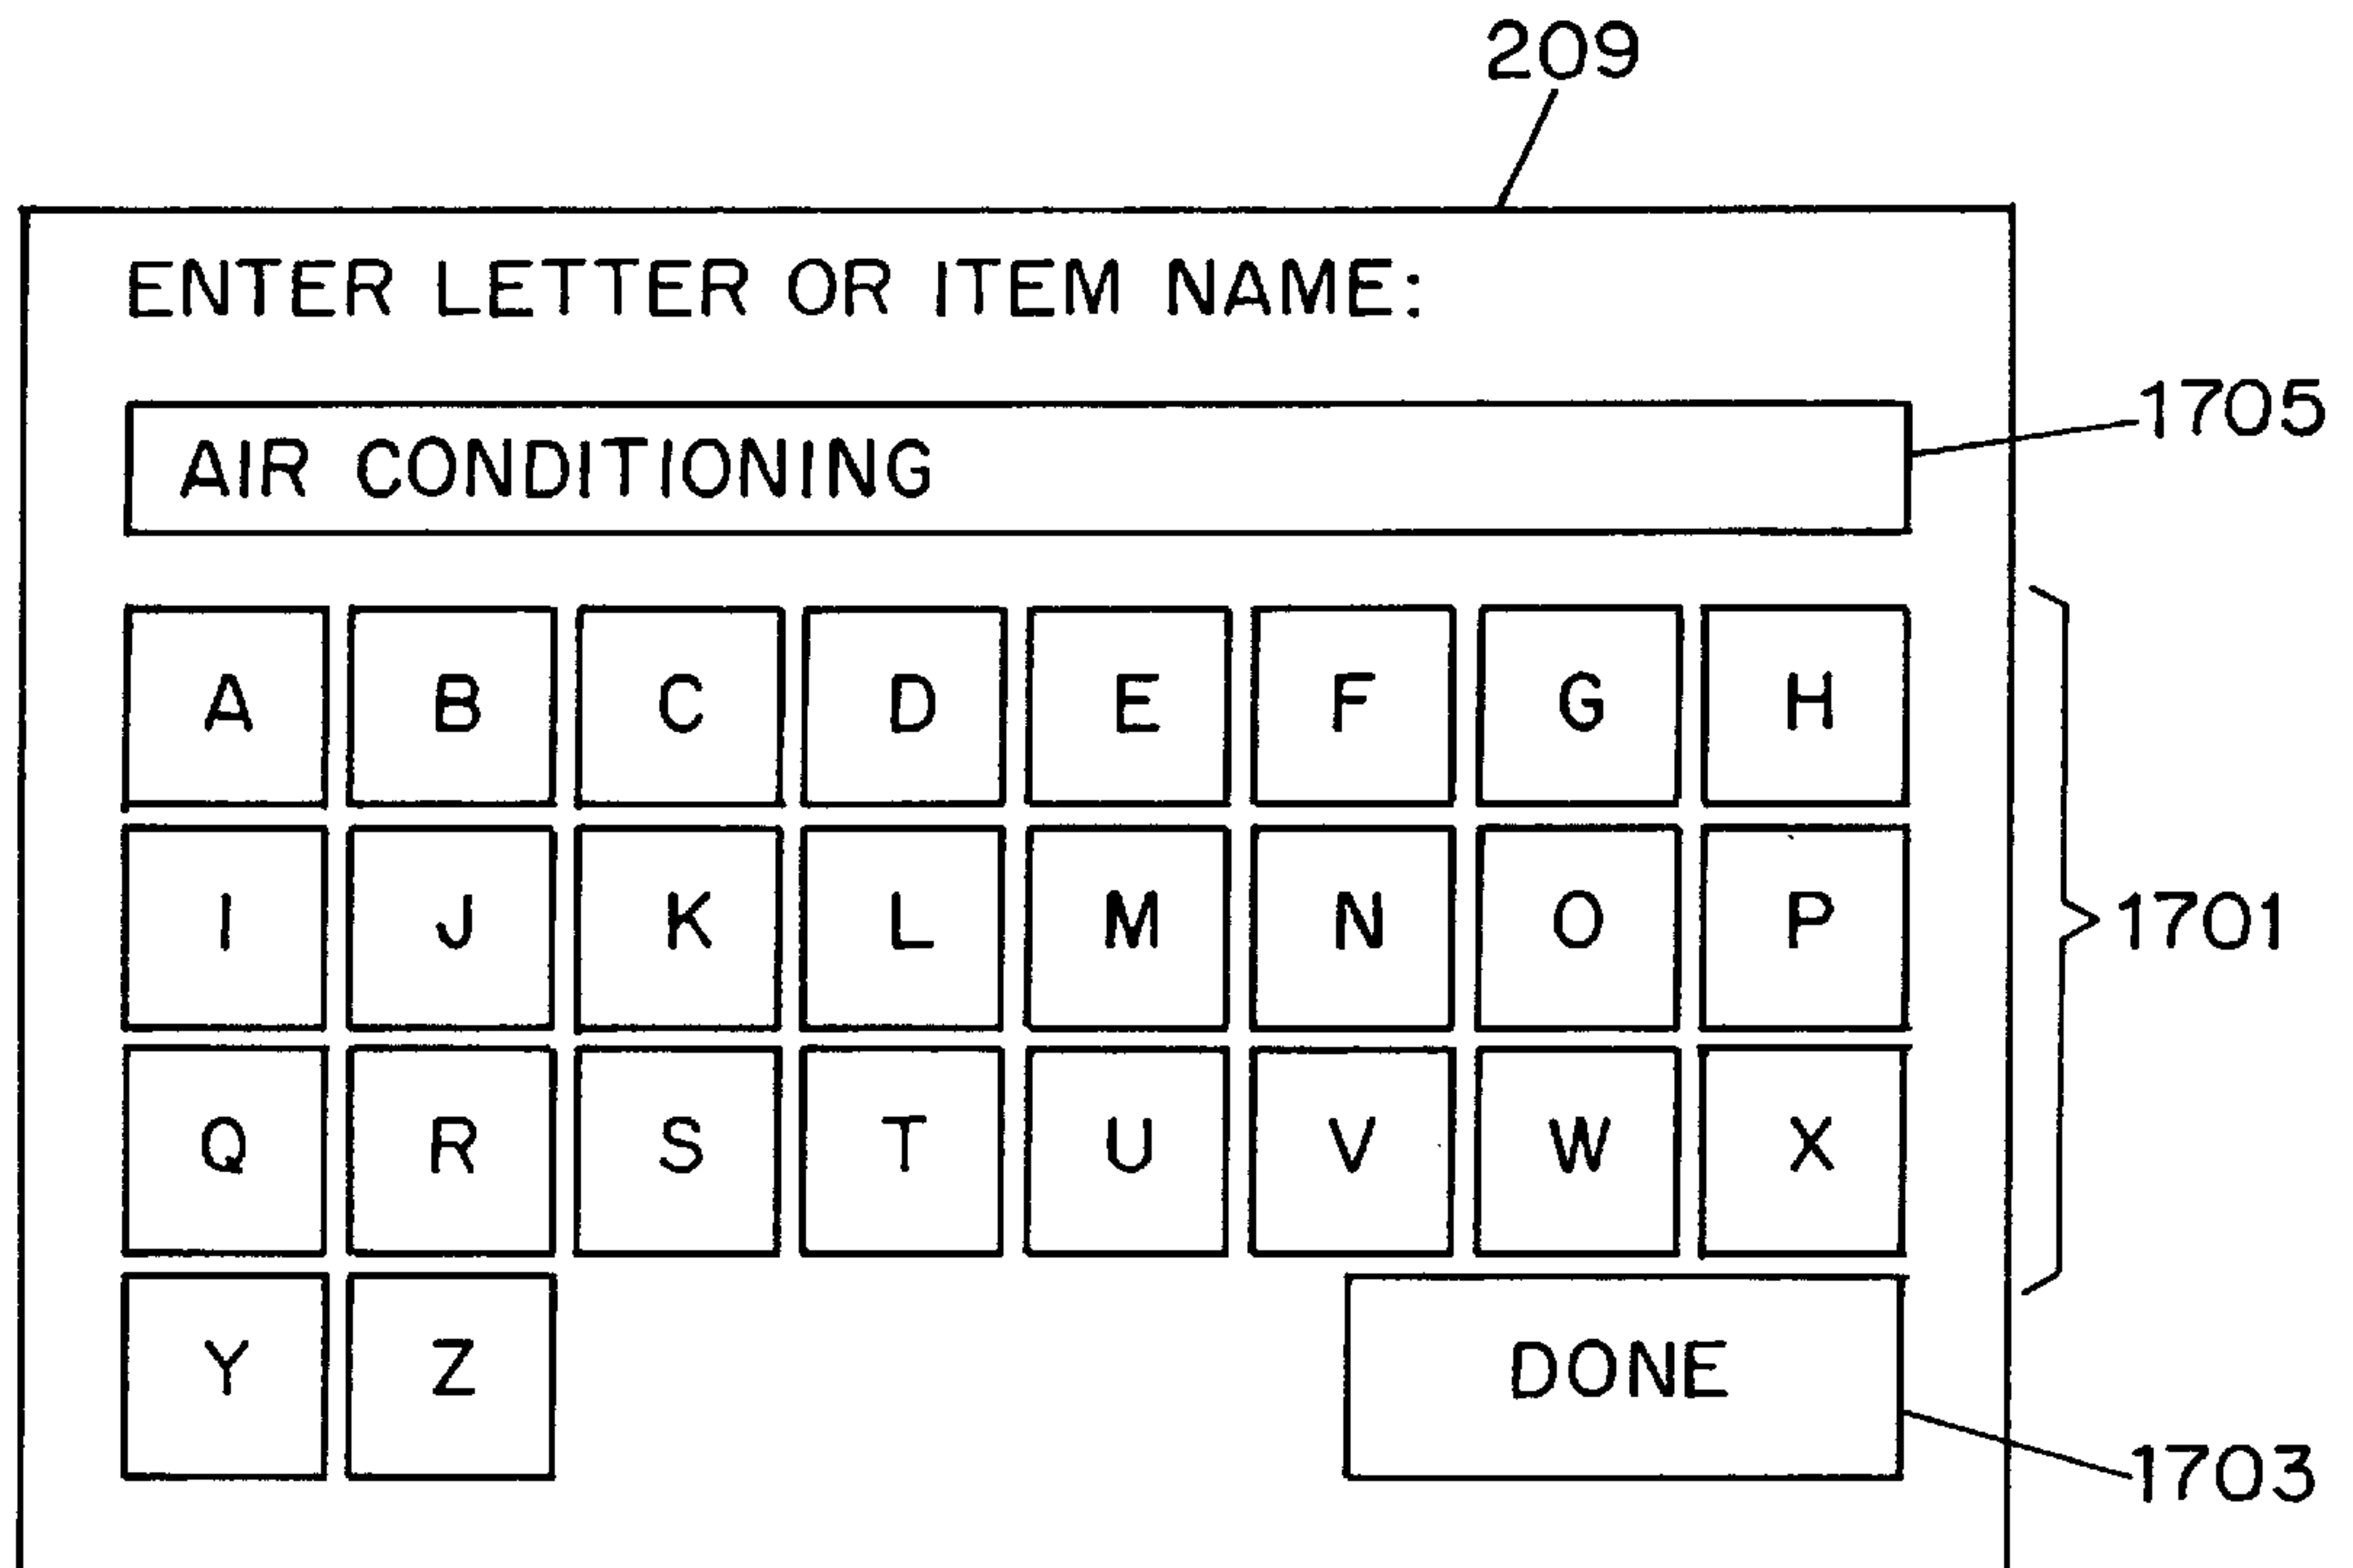 209
ENTER LETTER OR ITEM NAME:
1705
AIR CONDITIONING
A B C D E F G H
I J K L M N O P
1701
Q R S T U V W X
Y Z DONE
1703